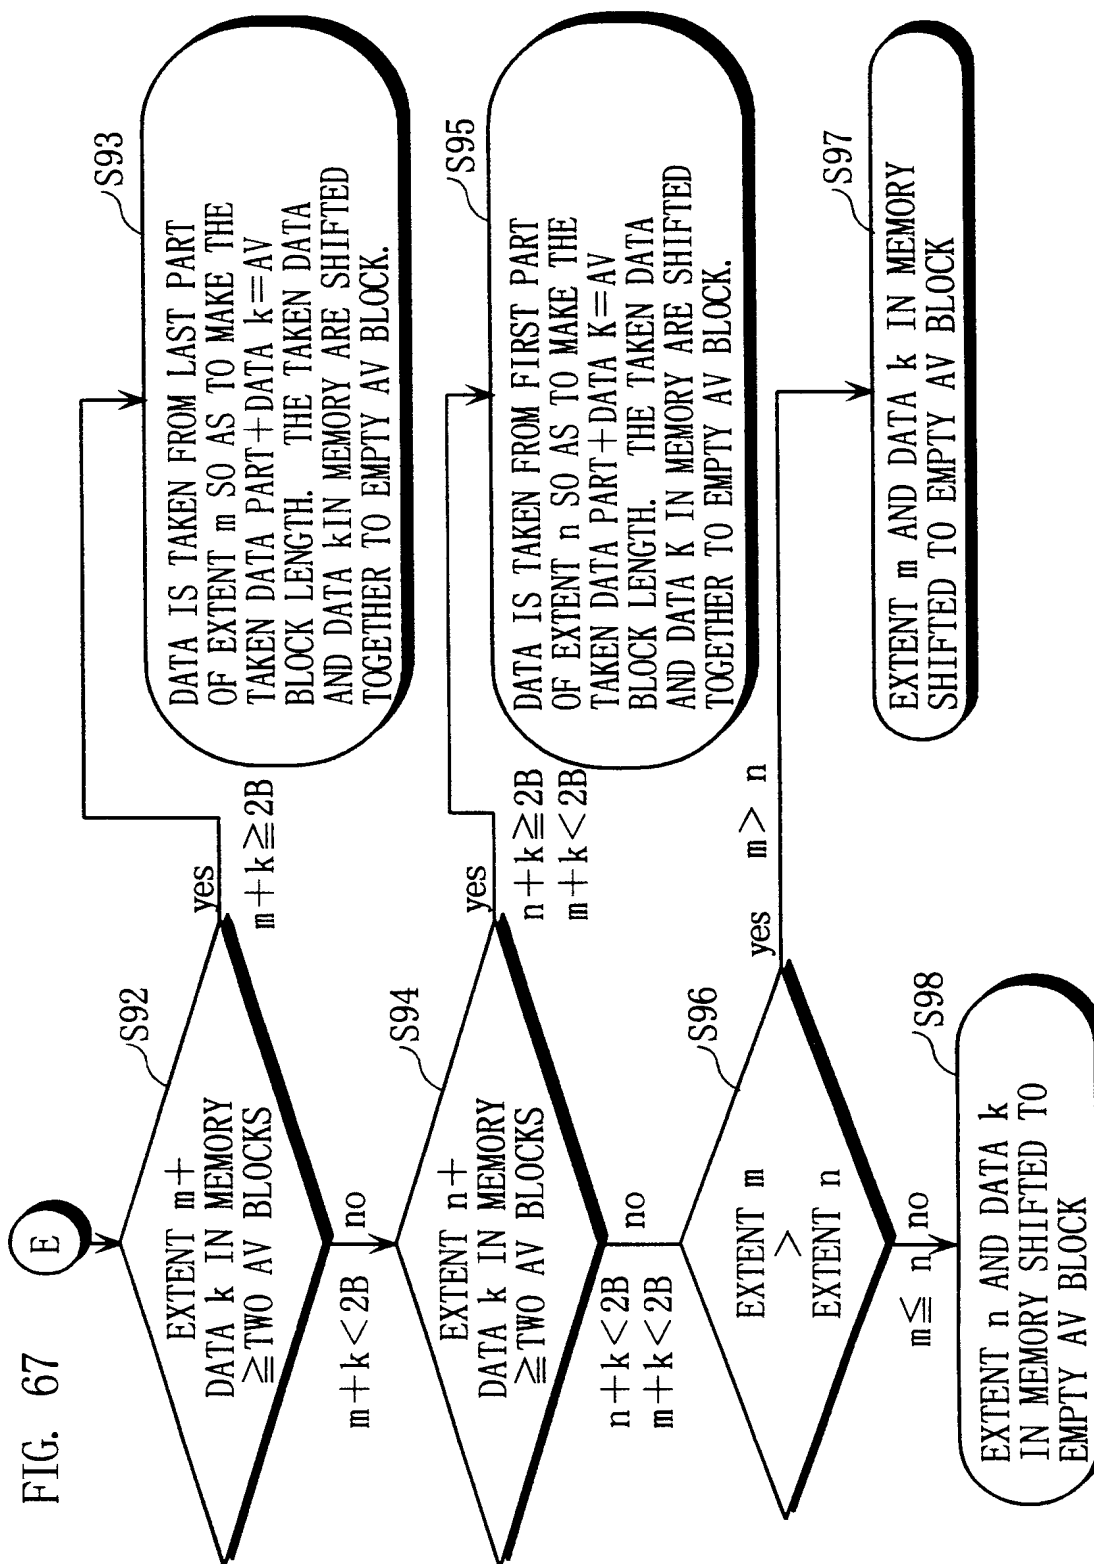 FIG. 67
E
S92
EXTENT m+
DATA k IN MEMORY
≧TWO AV BLOCKS
yes
m+k≧2B
no
m+k<2B
S93
DATA IS TAKEN FROM LAST PART
OF EXTENT m SO AS TO MAKE THE
TAKEN DATA PART+DATA k=AV
BLOCK LENGTH. THE TAKEN DATA
AND DATA kIN MEMORY ARE SHIFTED
TOGETHER TO EMPTY AV BLOCK.
S94
EXTENT n+
DATA k IN MEMORY
≧TWO AV BLOCKS
yes
n+k≧2B
m+k<2B
no
n+k<2B
m+k<2B
S95
DATA IS TAKEN FROM FIRST PART
OF EXTENT n SO AS TO MAKE THE
TAKEN DATA PART+DATA K=AV
BLOCK LENGTH. THE TAKEN DATA
AND DATA K IN MEMORY ARE SHIFTED
TOGETHER TO EMPTY AV BLOCK.
S96
EXTENT m
>
EXTENT n
yes
m> n
no
m≦ n
S97
EXTENT m AND DATA k IN MEMORY
SHIFTED TO EMPTY AV BLOCK
S98
EXTENT n AND DATA k
IN MEMORY SHIFTED TO
EMPTY AV BLOCK